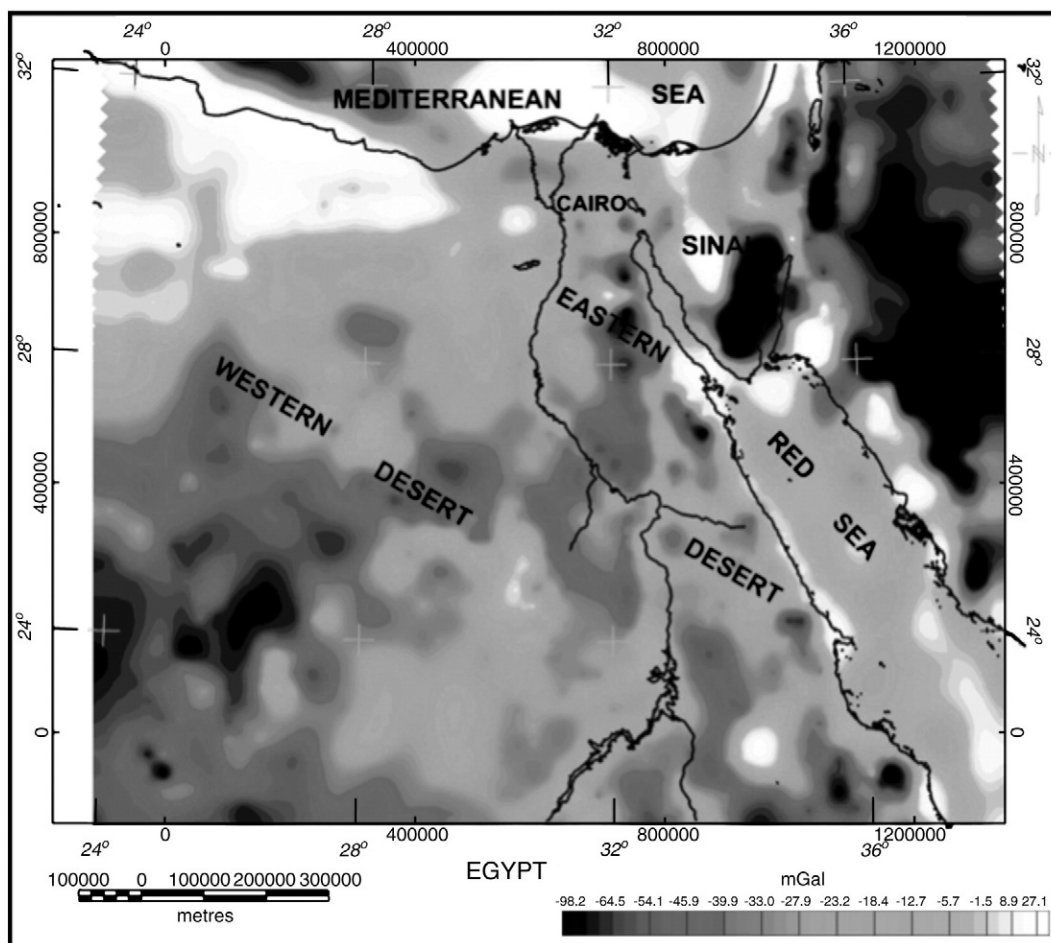 24° 28° 32° 36°
0 400000 800000 1200000
32° 32°
MEDITERRANEAN SEA
N
CAIRO
800000 800000
SINAI
EASTERN
28° 28°
WESTERN
RED
DESERT
400000 400000
SEA
DESERT
24° 24°
0 0
0 400000 800000 1200000
24° 28° 32° 36°
EGYPT
100000 0 100000 200000 300000
metres
mGal
-98.2 -64.5 -54.1 -45.9 -39.9 -33.0 -27.9 -23.2 -18.4 -12.7 -5.7 -1.5 8.9 27.1